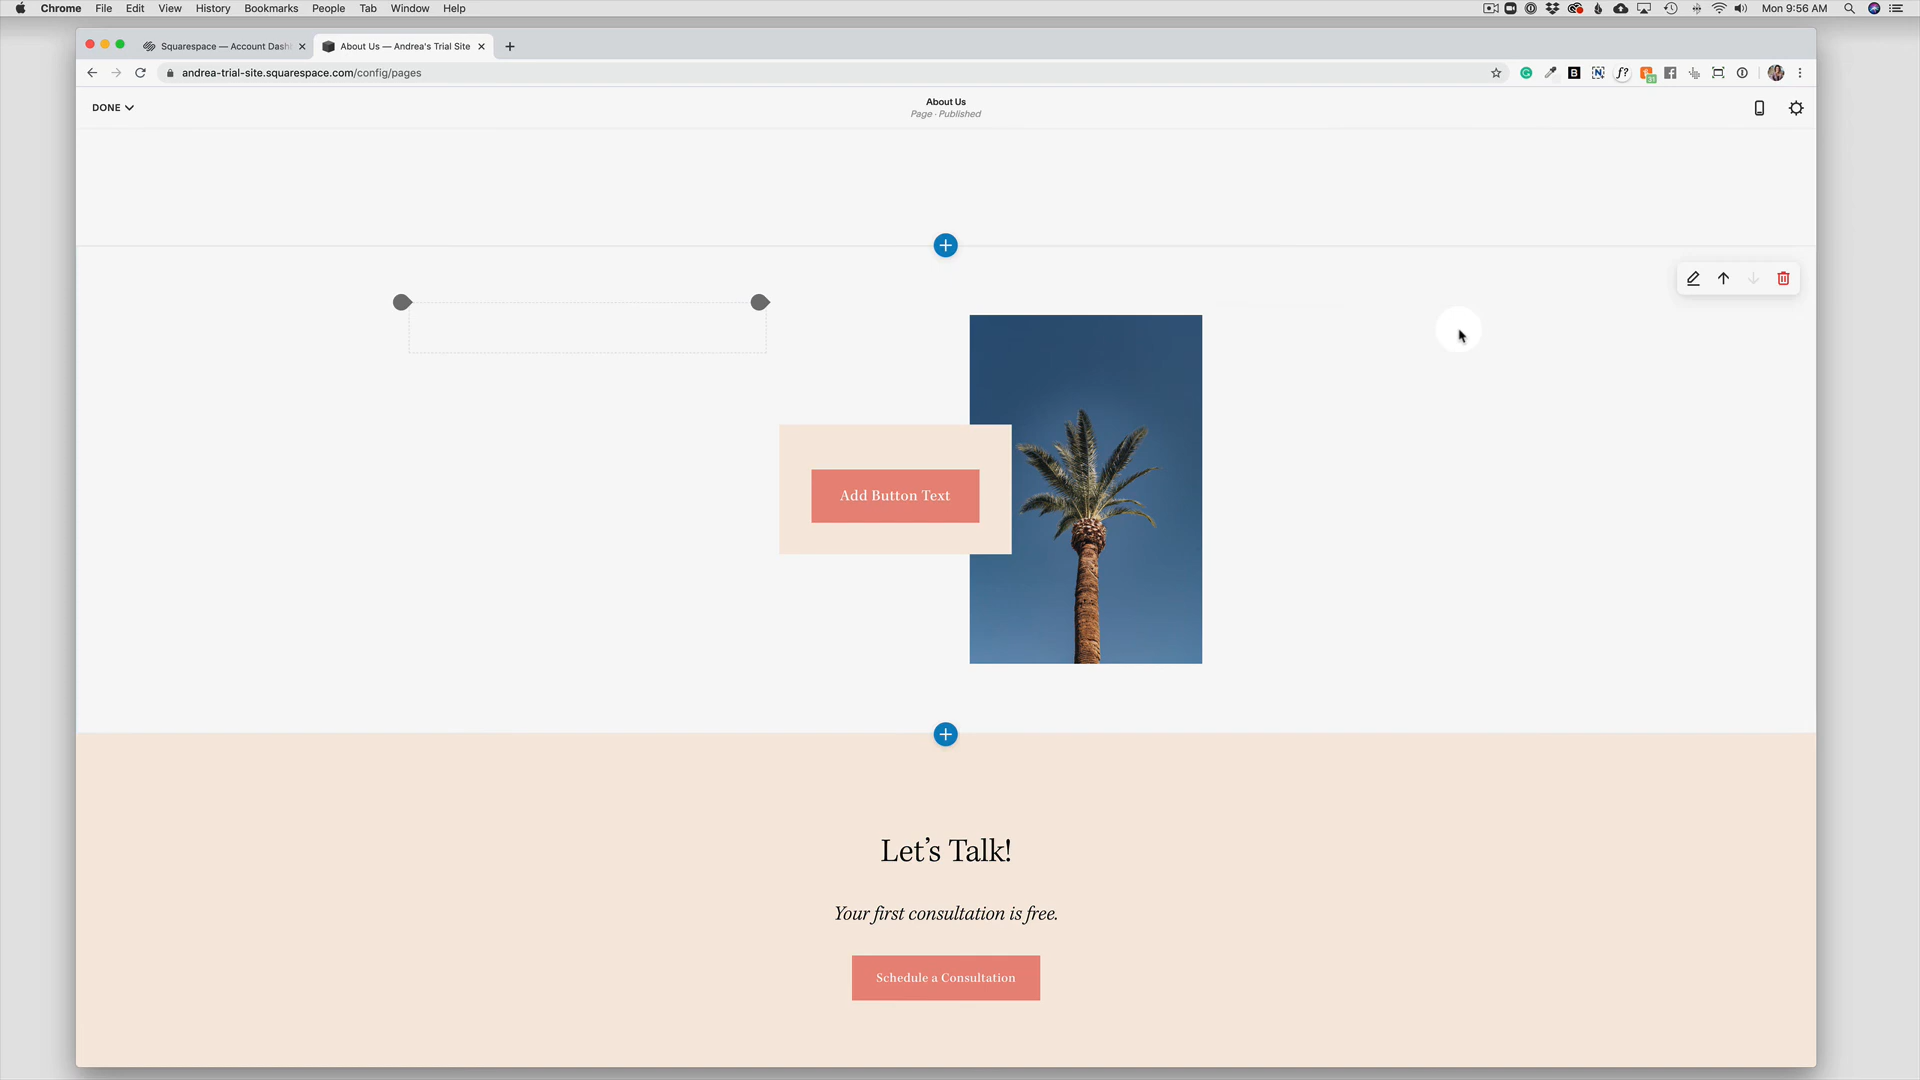 Chrome File Edit View History Bookmarks People Tab Window Help
Mon 9:56 AM
Squarespace — Account Dash
About Us — Andrea's Trial Site
andrea-trial-site.squarespace.com/config/pages
31
DONE
About Us
Page · Published
Add Button Text
Let’s Talk!
Your first consultation is free.
Schedule a Consultation